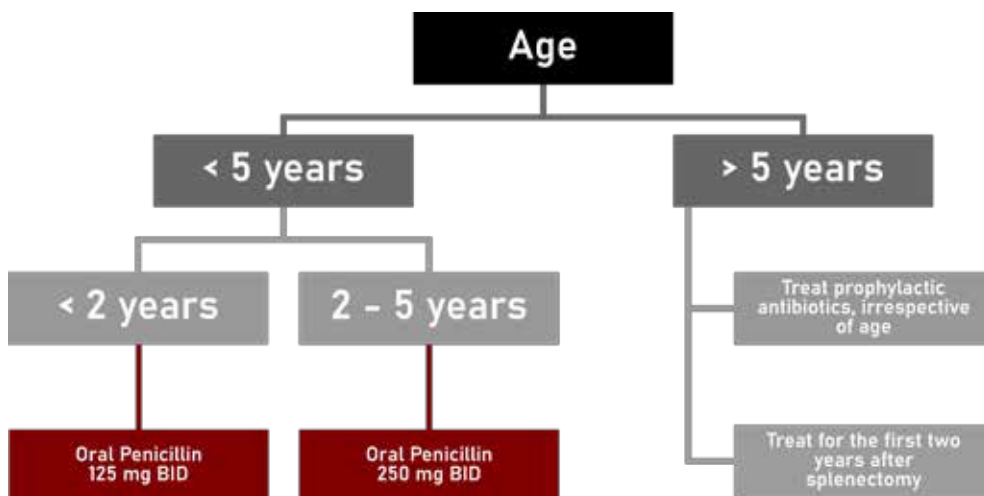 Age
< 5 years
> 5 years
< 2 years
2 - 5 years
Treat prophylactic
antibiotics, irrespective
of age
Oral Penicillin
125 mg BID
Oral Penicillin
250 mg BID
Treat for the first two
years after
splenectomy